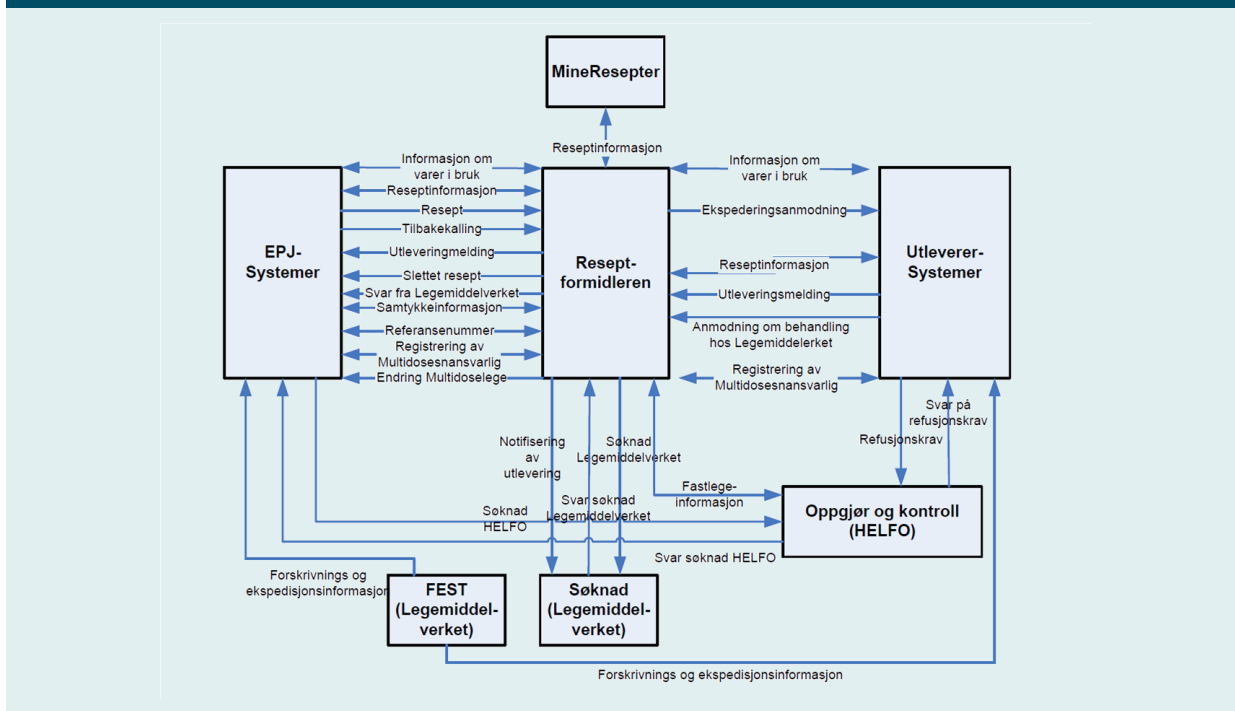 MineResepter
Reseptinformasjon
Informasjon om
varer i bruk
Reseptinformasjon
Resept
Tilbakekalling
Utleveringmelding
Slettet resept
Svar fra Legemiddelverket
Samtykkeinformasjon
Referansenummer
Registrering av
Multidosesnansvarlig
Endring Multidoselege
EPJ-
Systemer
Resept-
formidleren
Informasjon om
varer i bruk
Ekspederingsanmodning
Reseptinformasjon
Utleveringsmelding
Anmodning om behandling
hos Legemiddelerket
Registrering av
Multidosesnansvarlig
Utleverer-
Systemer
Svar på
refusjonskrav
Refusjonskrav
Notifisering
av
utlevering
Søknad
Legemiddelverket
Svar søknad
Legemiddelverket
Fastlege-
informasjon
Søknad
HELFO
Oppgjør og kontroll
(HELFO)
Svar søknad HELFO
Forskrivnings og
ekspedisjonsinformasjon
FEST
(Legemiddel-
verket)
Søknad
(Legemiddel-
verket)
Forskrivnings og ekspedisjonsinformasjon